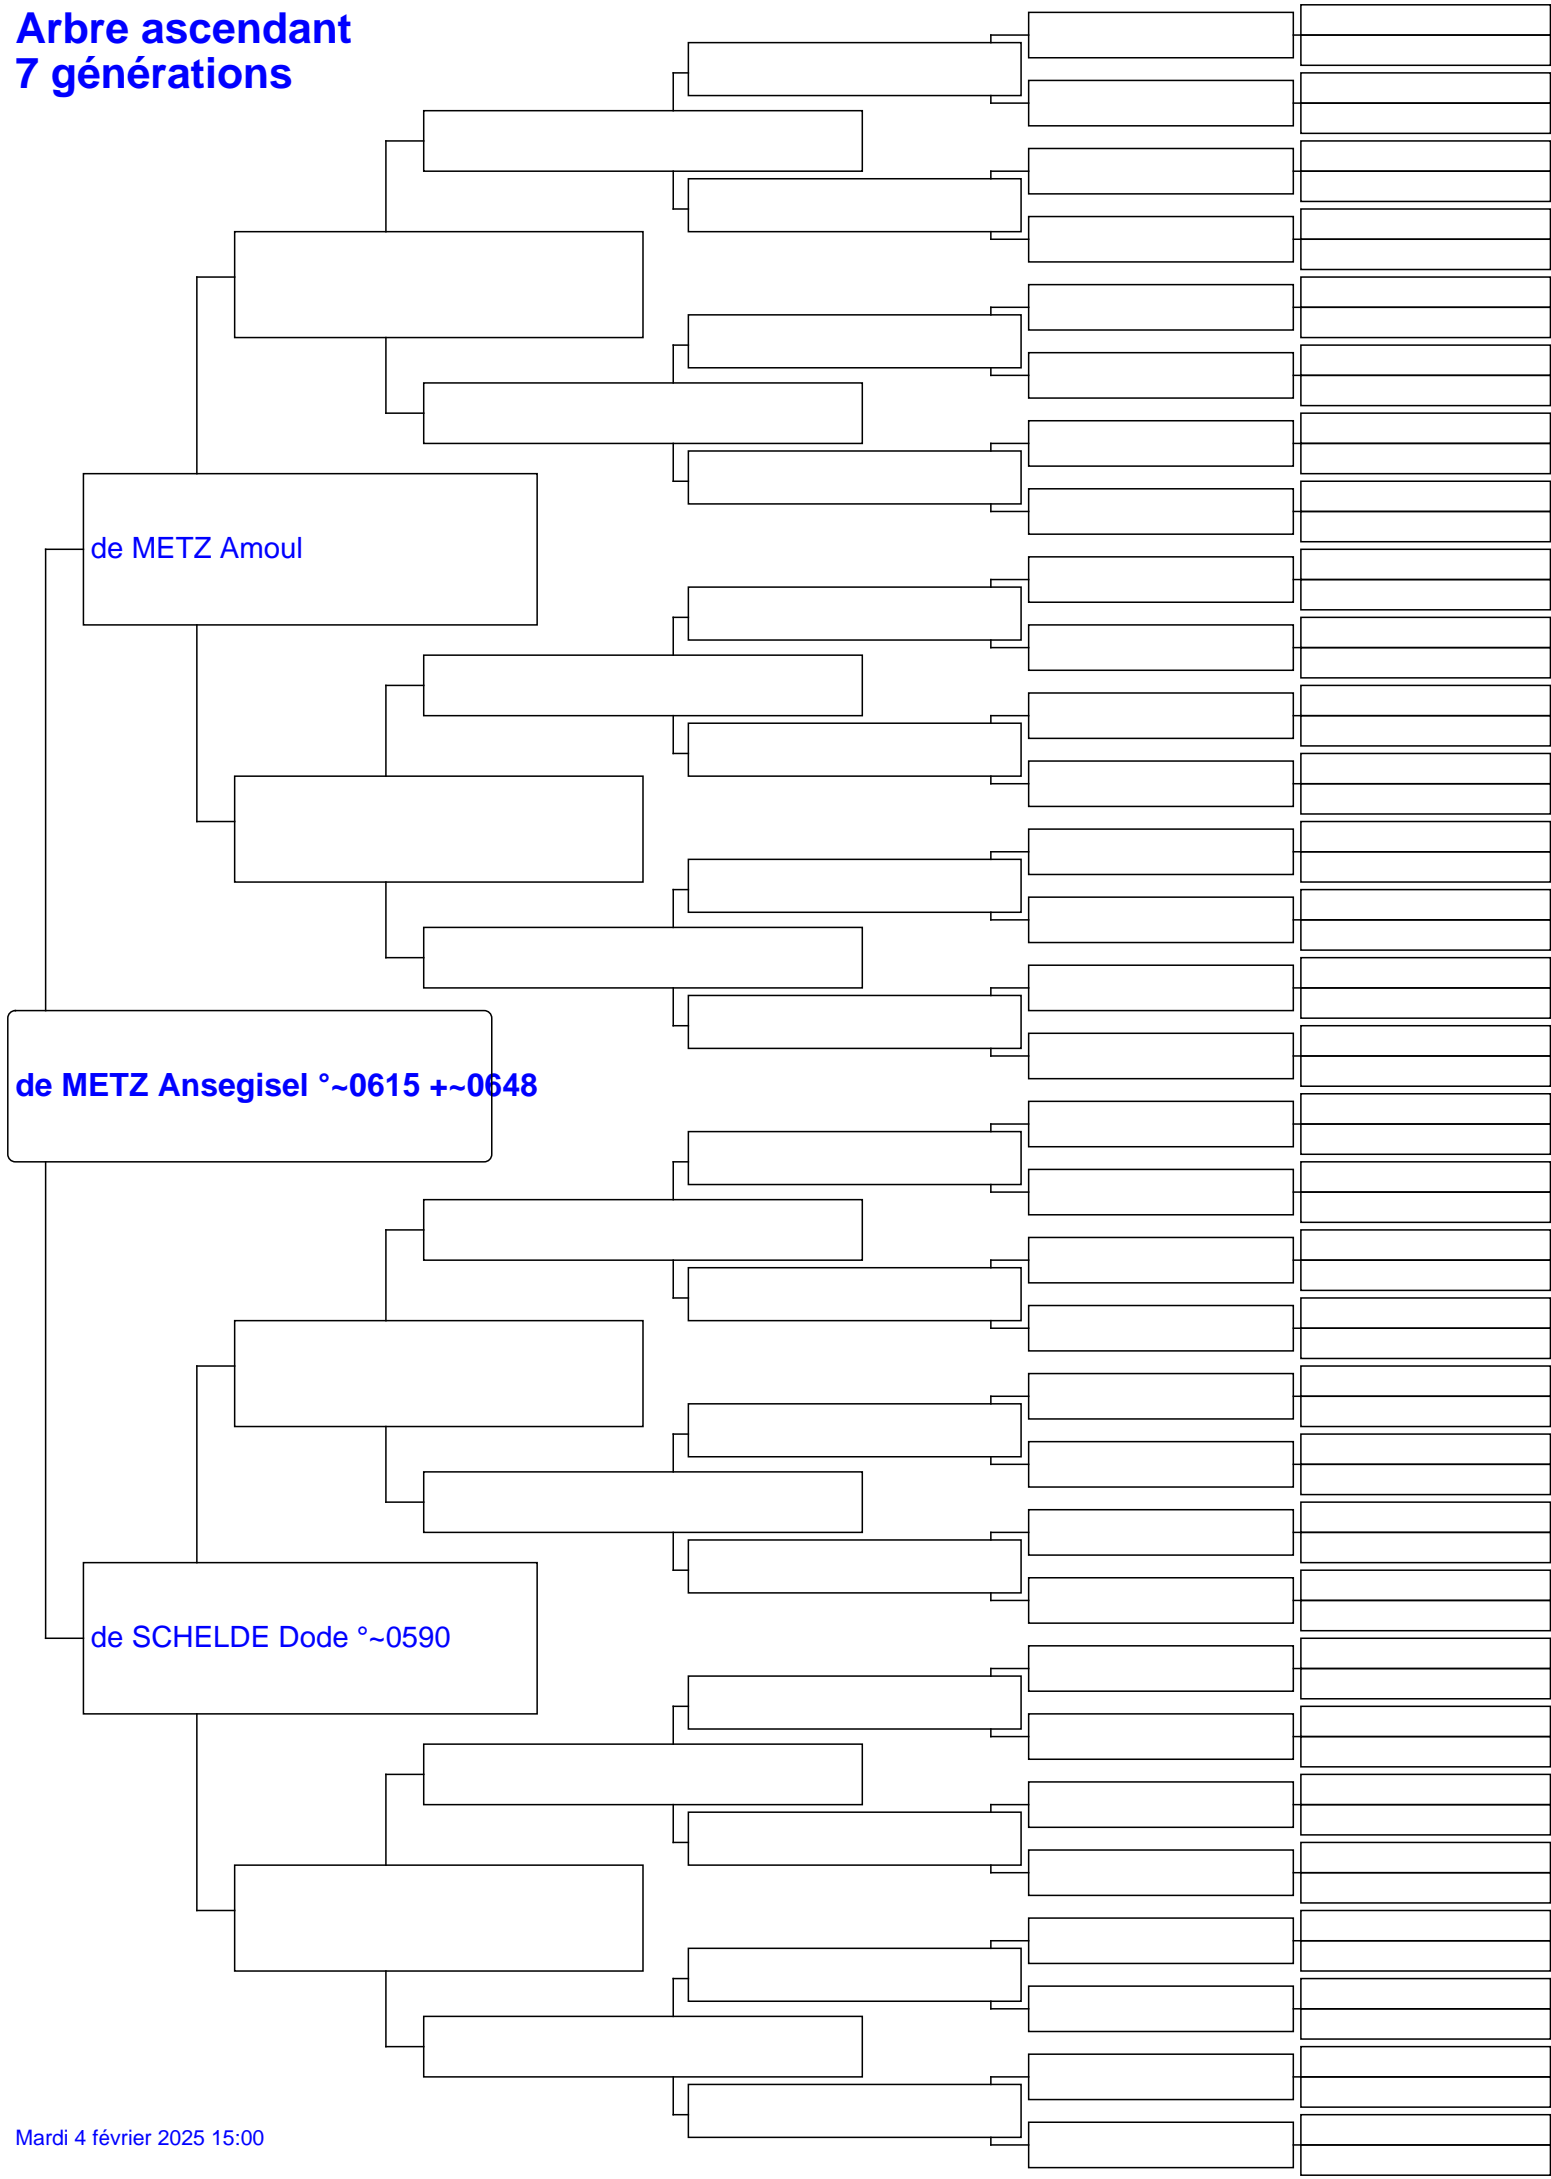 Arbre ascendant
7 générations
de METZ Amoul
de METZ Ansegisel °~0615 +~0648
de SCHELDE Dode °~0590
Mardi 4 février 2025 15:00